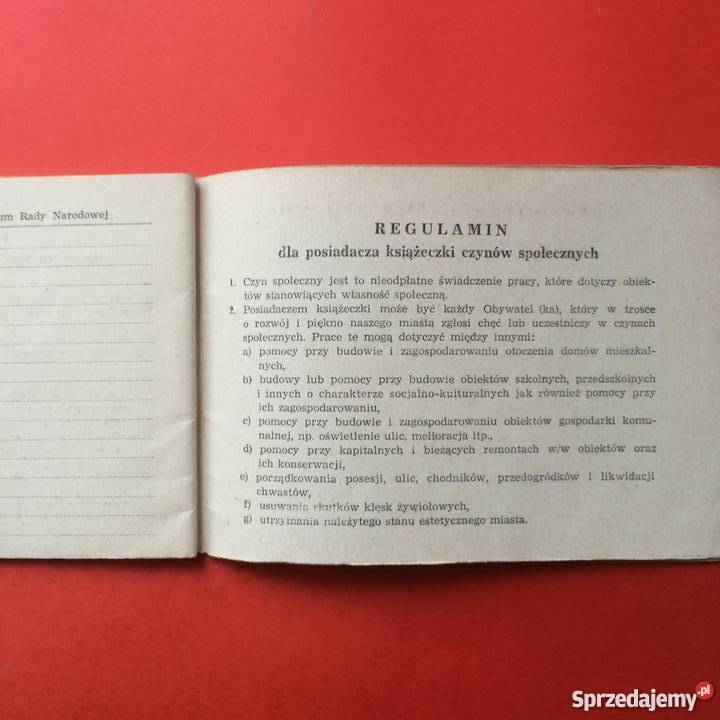 um Rady Narodowej
REGULAMIN
dla posiadacza książeczki czynów społecznych
1. Czyn społeczny jest to nieodpłatne świadczenie pracy, które dotyczy obiek-
tów stanowiących własność społeczną.
2. Posiadaczem książeczki może być każdy Obywatel (ka), który w trosce
o rozwój i piękno naszego miasta zgłosi chęć lub uczestniczy w czynach
społecznych. Prace te mogą dotyczyć między innymi:
a) pomocy przy budowie i zagospodarowaniu otoczenia domów mieszkal-
nych,
b) budowy lub pomocy przy budowie obiektów szkolnych, przedszkolnych
i innych o charakterze socjalno-kulturalnych jak również pomocy przy
ich zagospodarowaniu,
c) pomocy przy budowie i zagospodarowaniu obiektów gospodarki komu-
nalnej, np. oświetlenie ulic, melioracja itp.,
d) pomocy przy kapitalnych i bieżących remontach w/w obiektów oraz
ich konserwacji,
e) porządkowania posesji, ulic, chodników, przedogródków i likwidacji
chwastów,
f) usuwania skutków klęsk żywiołowych,
g) utrzymania należytego stanu estetycznego miasta.
Sprzedajemy.pl